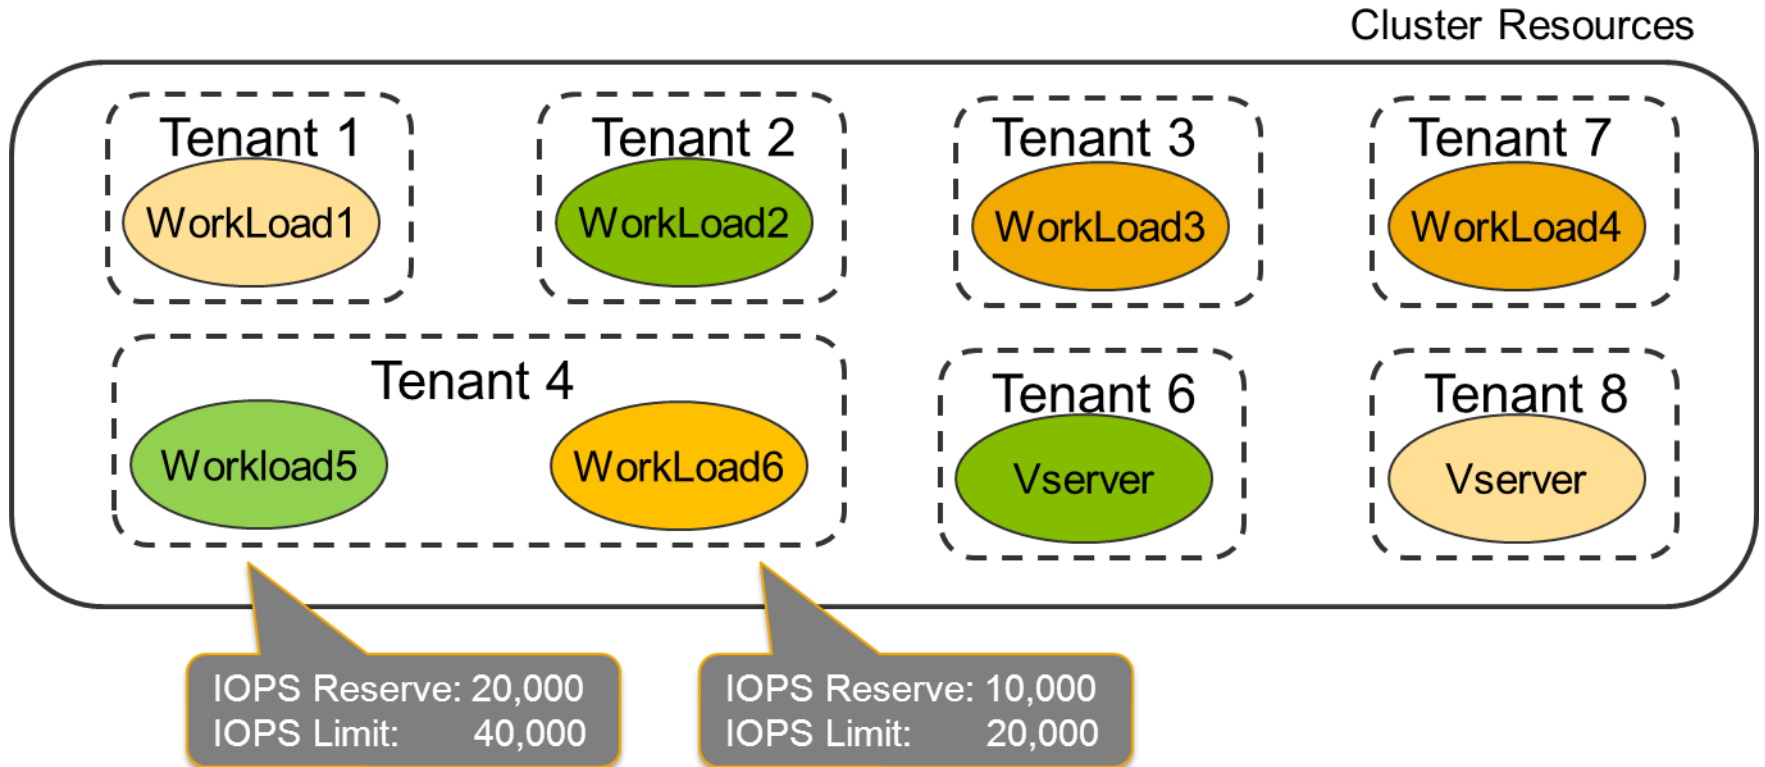 Cluster Resources
Tenant 1
WorkLoad1
Tenant 2
WorkLoad2
Tenant 3
WorkLoad3
Tenant 7
WorkLoad4
Tenant 4
Workload5
WorkLoad6
Tenant 6
Vserver
Tenant 8
Vserver
IOPS Reserve: 20,000
IOPS Limit: 40,000
IOPS Reserve: 10,000
IOPS Limit: 20,000